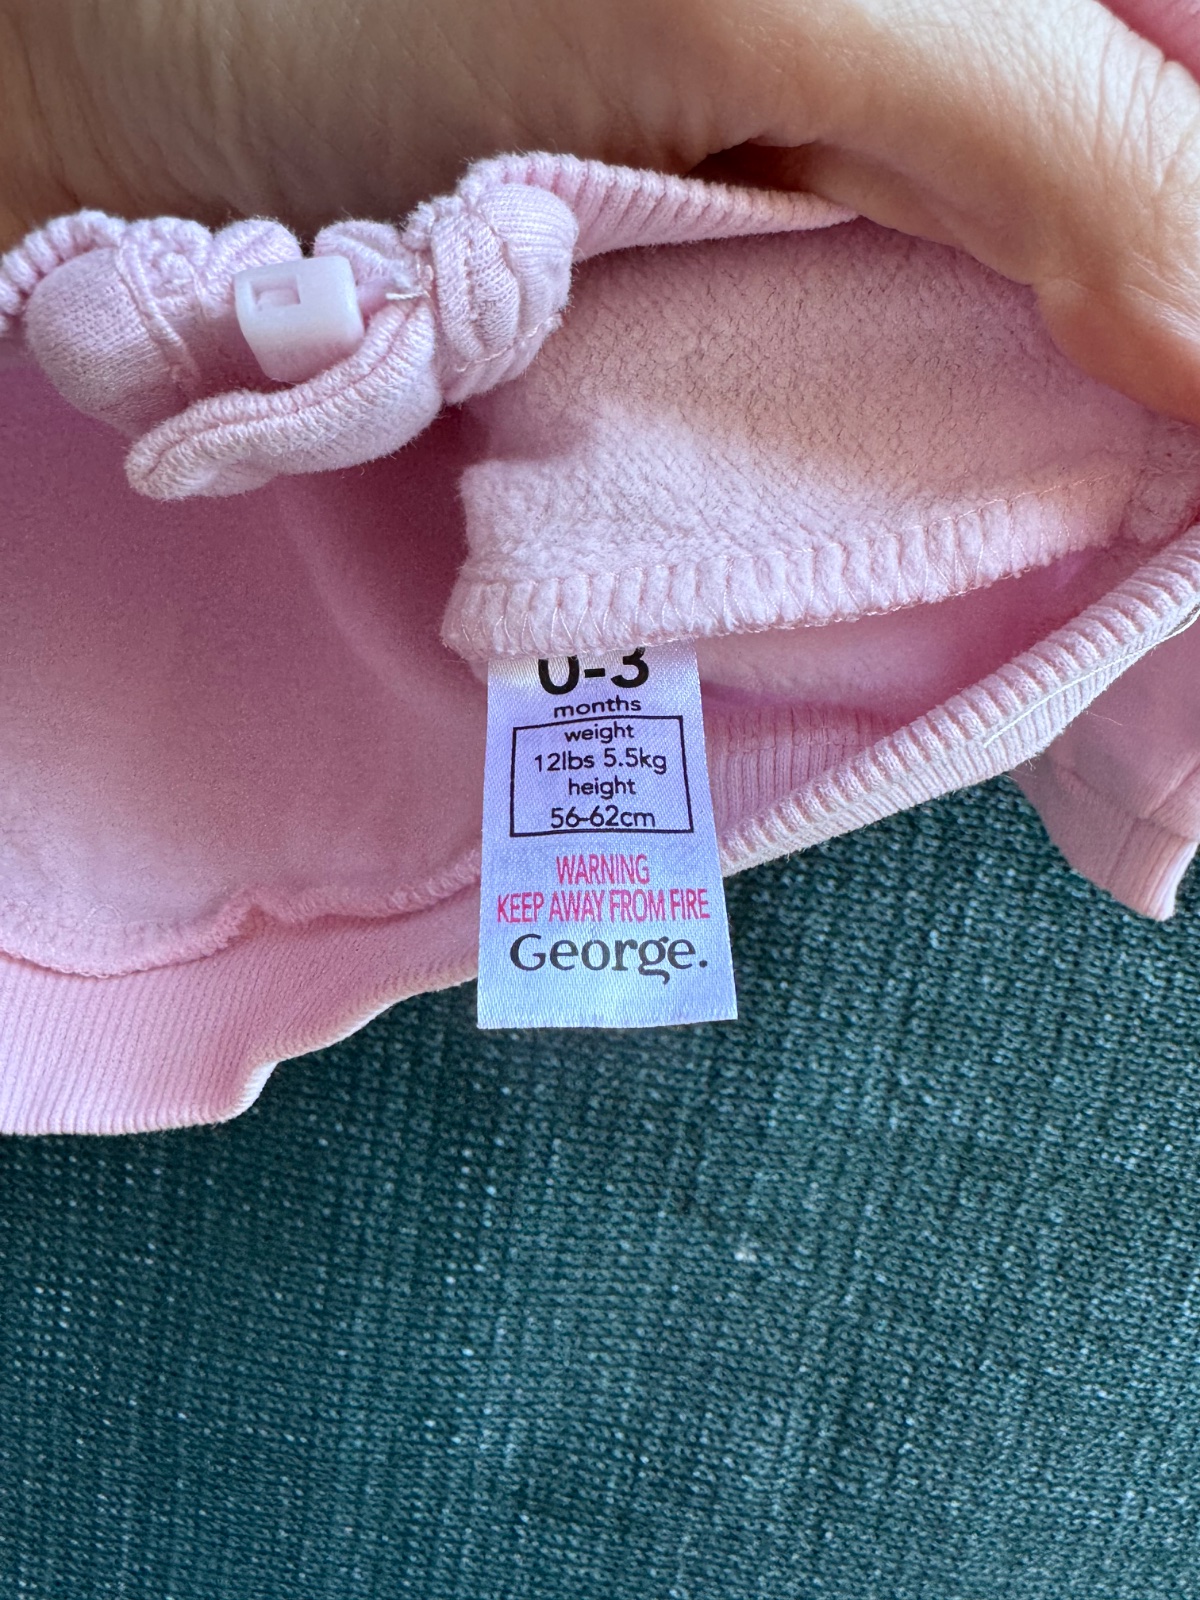 0-3
months
weight
12lbs 5.5kg
height
56-62cm
WARNING
KEEP AWAY FROM FIRE
George.